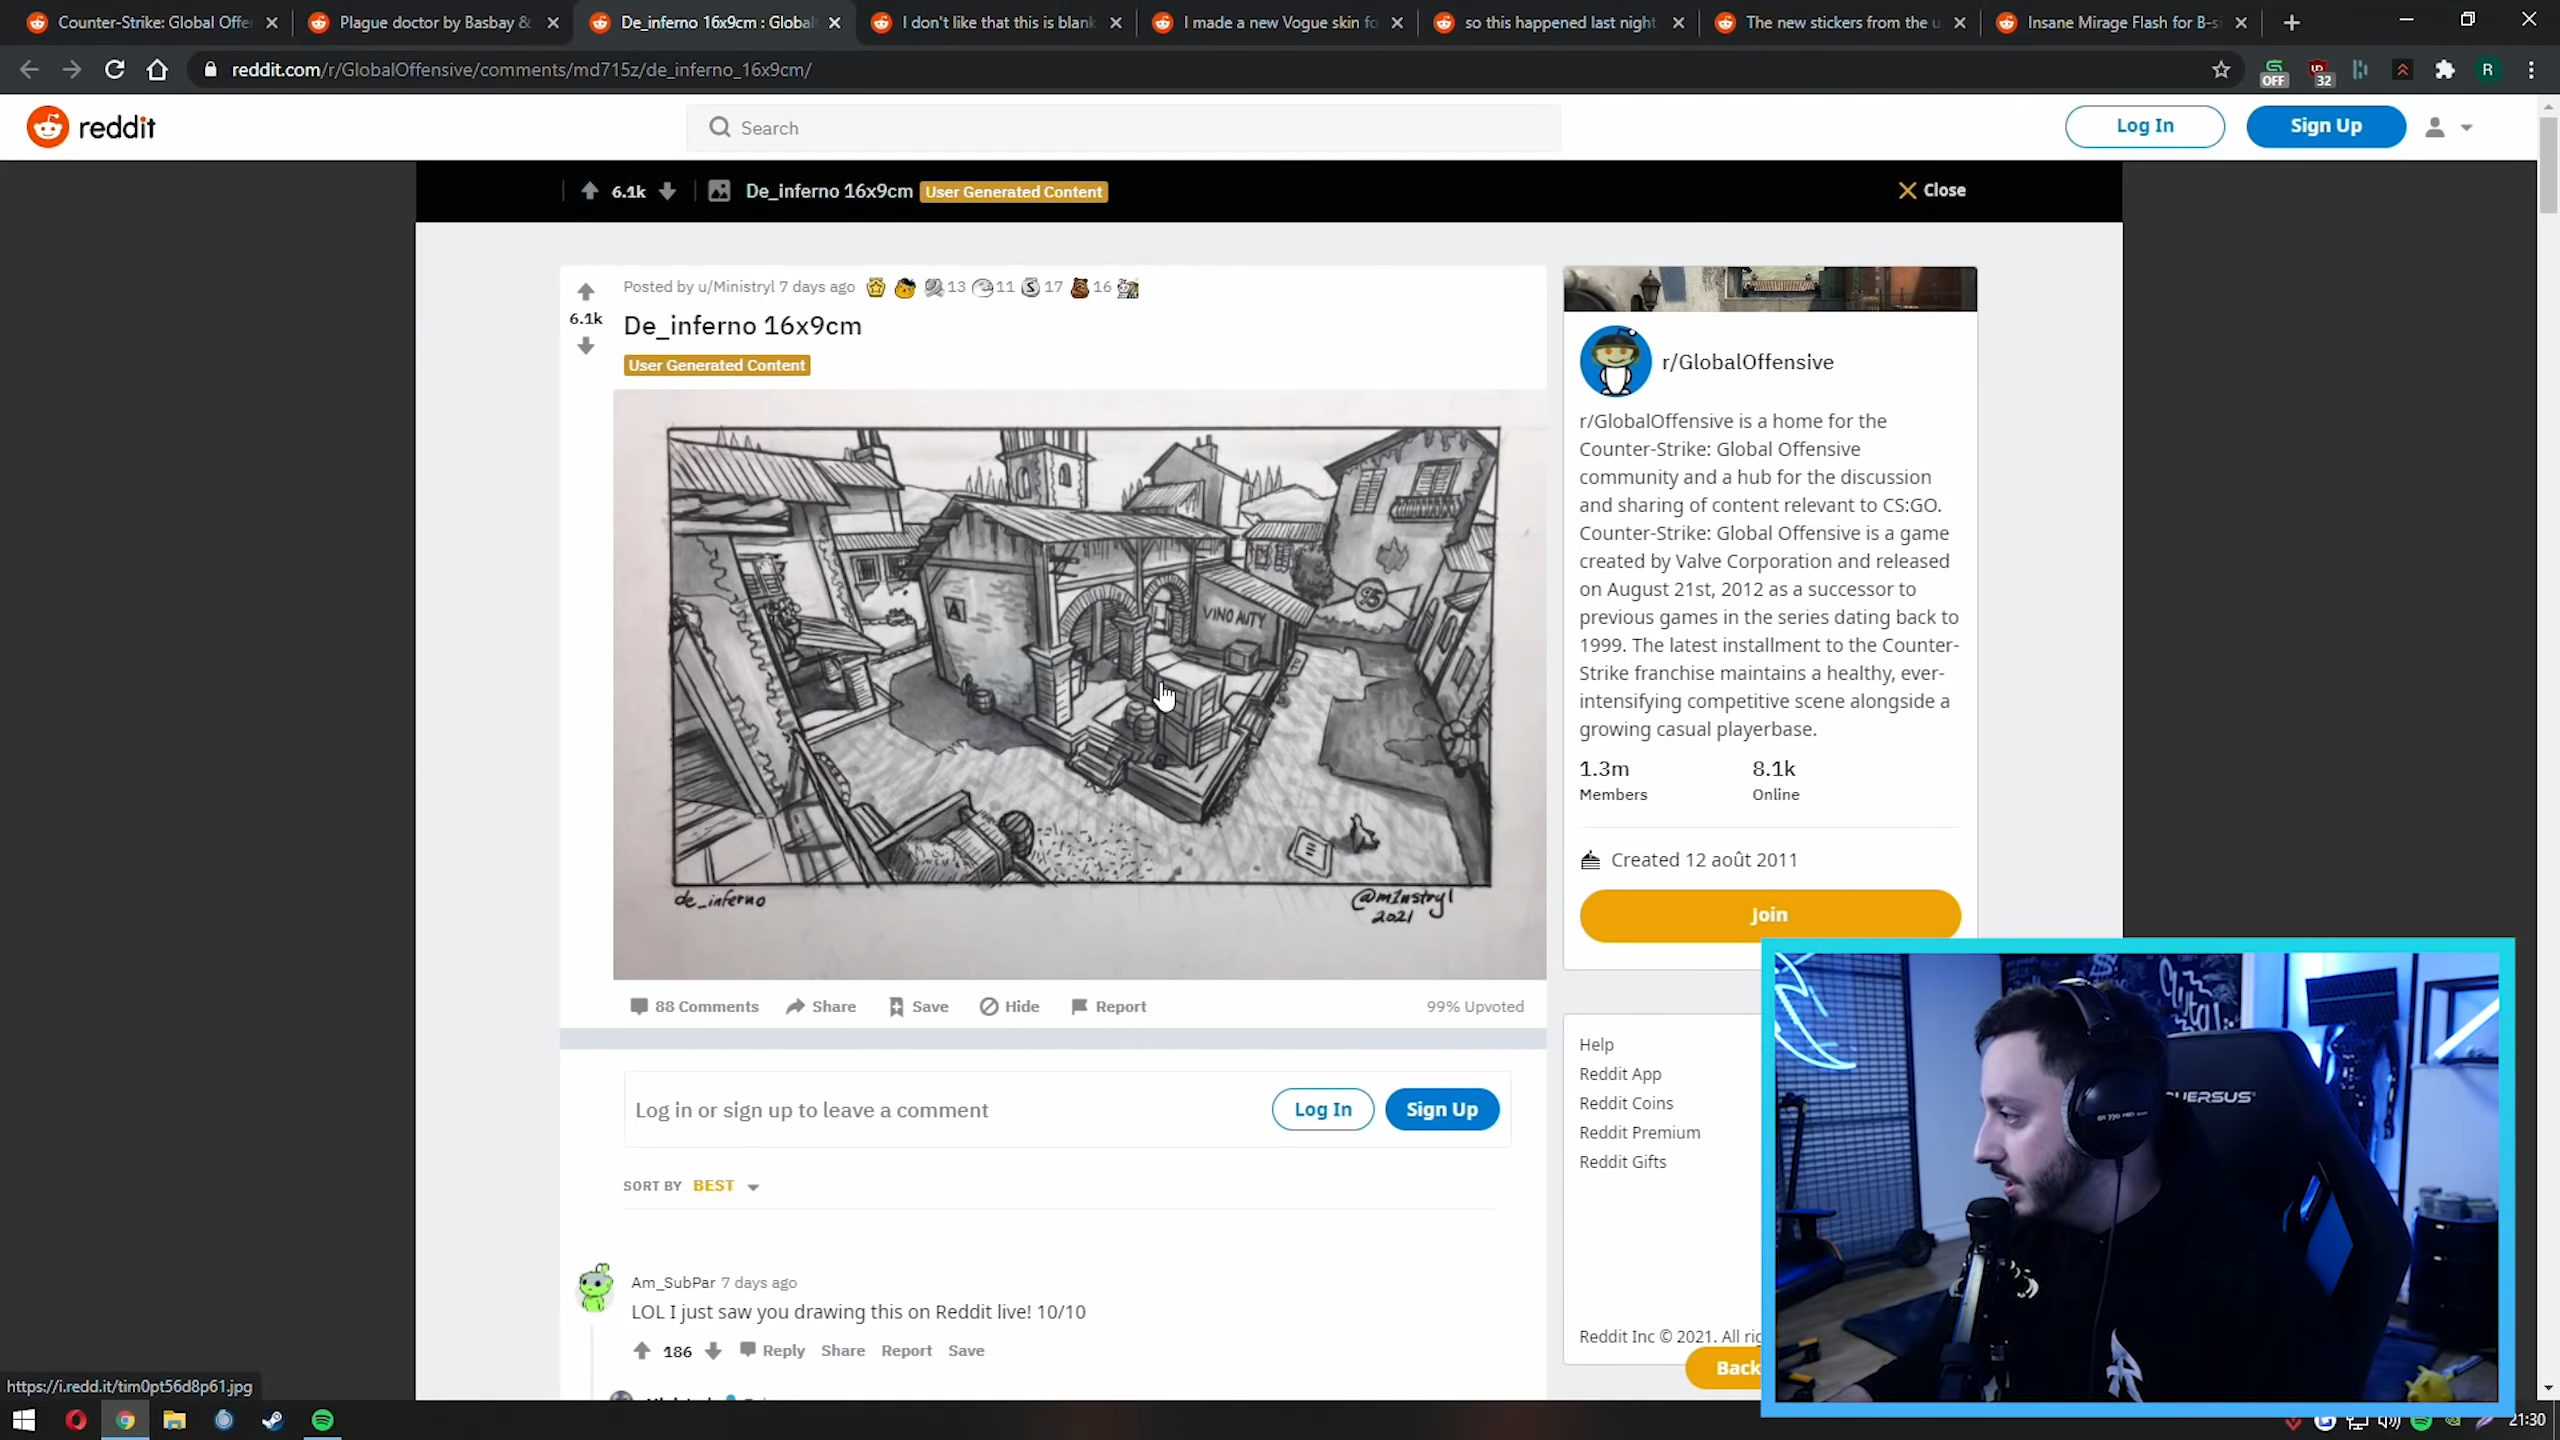 Counter-Strike: Global Offe
Plague doctor by Basbay &
De_inferno 16x9cm : Global
I don't like that this is blank
I made a new Vogue skin fo
so this happened last night
The new stickers from the u
Insane Mirage Flash for B-si
reddit.com/r/GlobalOffensive/comments/md715z/de_inferno_16x9cm/
OFF
32
R
reddit
Search
Log In
Sign Up
6.1k
De_inferno 16x9cm
User Generated Content
Close
Posted by u/Ministryl 7 days ago
13
11
17
16
6.1k
De_inferno 16x9cm
User Generated Content
A
VINO AUTY
de_inferno
@m1nstryl
2021
88 Comments
Share
Save
Hide
Report
99% Upvoted
Log in or sign up to leave a comment
Log In
Sign Up
SORT BY BEST
Am_SubPar 7 days ago
LOL I just saw you drawing this on Reddit live! 10/10
186
Reply
Share
Report
Save
r/GlobalOffensive
r/GlobalOffensive is a home for the
Counter-Strike: Global Offensive
community and a hub for the discussion
and sharing of content relevant to CS:GO.
Counter-Strike: Global Offensive is a game
created by Valve Corporation and released
on August 21st, 2012 as a successor to
previous games in the series dating back to
1999. The latest installment to the Counter-
Strike franchise maintains a healthy, ever-
intensifying competitive scene alongside a
growing casual playerbase.
1.3m
Members
8.1k
Online
Created 12 août 2011
Join
Help
Reddit App
Reddit Coins
Reddit Premium
Reddit Gifts
Reddit Inc © 2021. All rig
Back
https://i.redd.it/tim0pt56d8p61.jpg
21:30